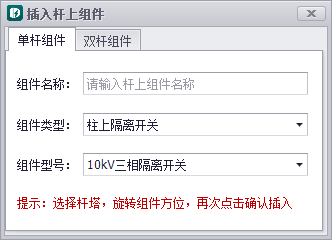 插入杆上组件
单杆组件 双杆组件
组件名称： 请输入杆上组件名称
组件类型： 柱上隔离开关
组件型号： 10kV三相隔离开关
提示：选择杆塔，旋转组件方位，再次点击确认插入